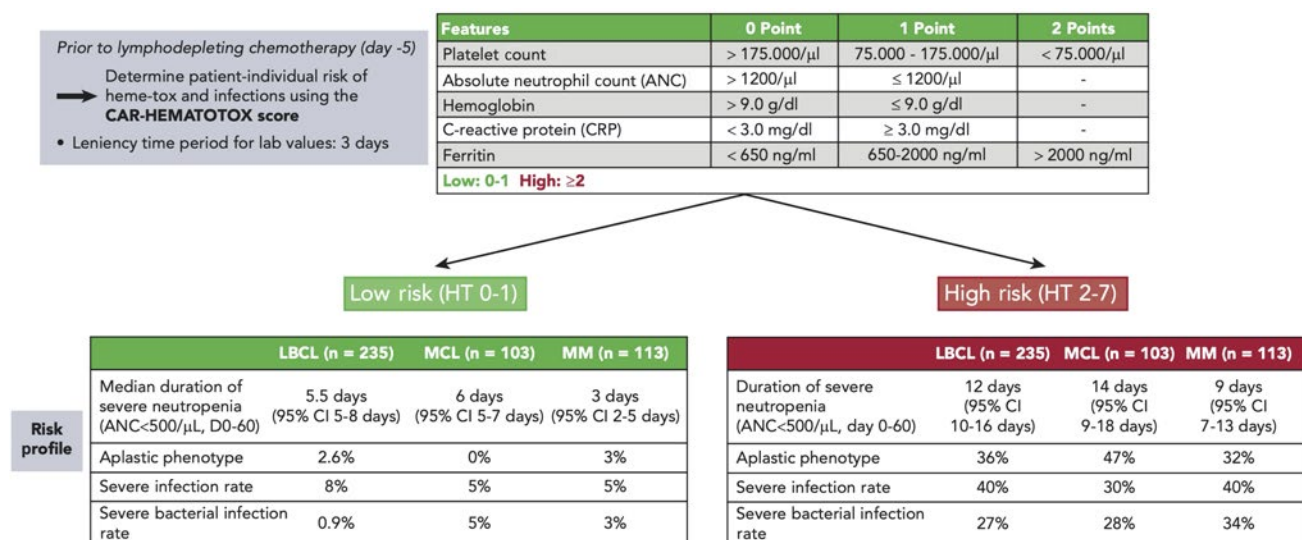 Prior to lymphodepleting chemotherapy (day -5)
Determine patient-individual risk of
heme-tox and infections using the
CAR-HEMATOTOX score
• Leniency time period for lab values: 3 days
Features 0 Point 1 Point 2 Points
Platelet count > 175.000/µl 75.000 - 175.000/µl < 75.000/µl
Absolute neutrophil count (ANC) > 1200/µl ≤ 1200/µl -
Hemoglobin > 9.0 g/dl ≤ 9.0 g/dl -
C-reactive protein (CRP) < 3.0 mg/dl ≥ 3.0 mg/dl -
Ferritin < 650 ng/ml 650-2000 ng/ml > 2000 ng/ml
Low: 0-1 High: ≥2
Low risk (HT 0-1)
High risk (HT 2-7)
Risk
profile
LBCL (n = 235) MCL (n = 103) MM (n = 113)
Median duration of
severe neutropenia
(ANC<500/µL, D0-60)
5.5 days
(95% CI 5-8 days)
6 days
(95% CI 5-7 days)
3 days
(95% CI 2-5 days)
Aplastic phenotype 2.6% 0% 3%
Severe infection rate 8% 5% 5%
Severe bacterial infection
rate
0.9% 5% 3%
LBCL (n = 235) MCL (n = 103) MM (n = 113)
Duration of severe
neutropenia
(ANC<500/µL, day 0-60)
12 days
(95% CI
10-16 days)
14 days
(95% CI
9-18 days)
9 days
(95% CI
7-13 days)
Aplastic phenotype 36% 47% 32%
Severe infection rate 40% 30% 40%
Severe bacterial infection
rate
27% 28% 34%